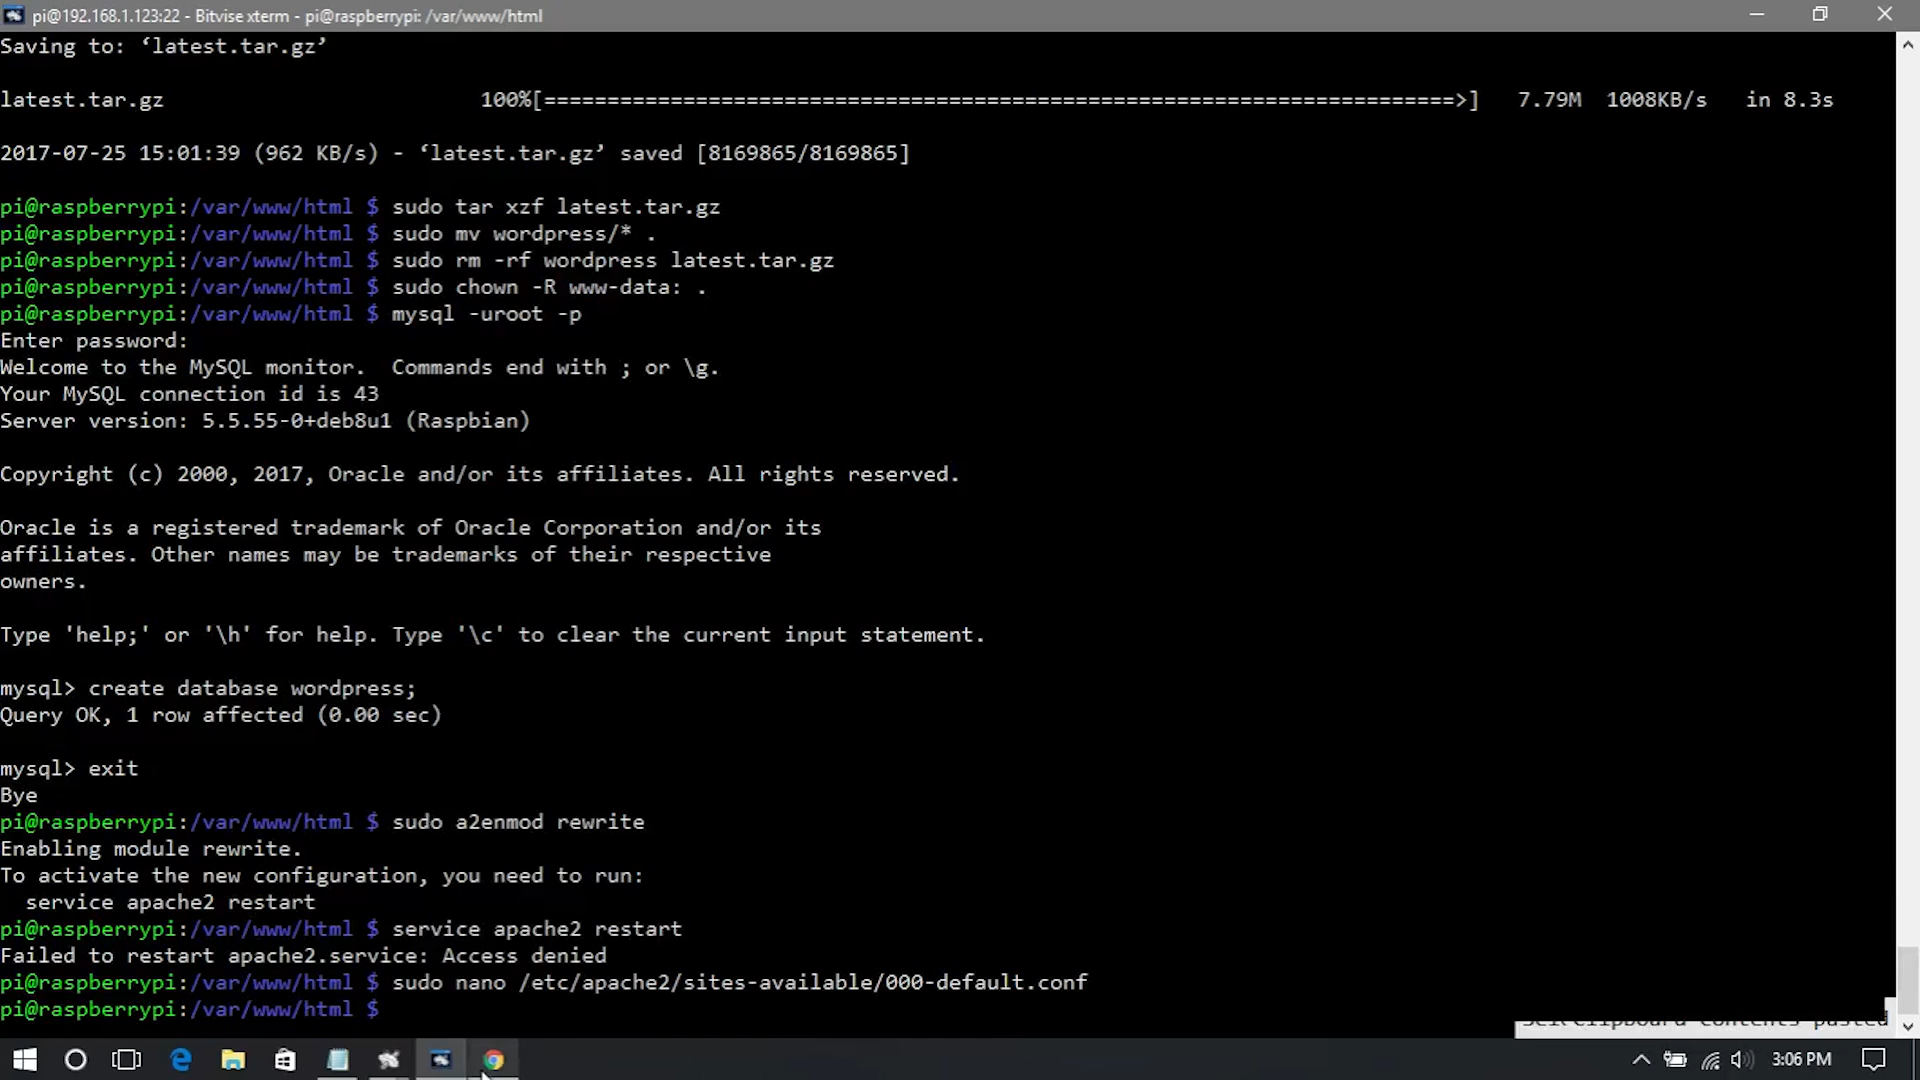 pi@192.168.1.123:22 - Bitvise xterm - pi@raspberrypi: /var/www/html
Saving to: ‘latest.tar.gz’
latest.tar.gz 100%[========================================================================>] 7.79M 1008KB/s in 8.3s
2017-07-25 15:01:39 (962 KB/s) - ‘latest.tar.gz’ saved [8169865/8169865]
pi@raspberrypi:/var/www/html $ sudo tar xzf latest.tar.gz
pi@raspberrypi:/var/www/html $ sudo mv wordpress/* .
pi@raspberrypi:/var/www/html $ sudo rm -rf wordpress latest.tar.gz
pi@raspberrypi:/var/www/html $ sudo chown -R www-data: .
pi@raspberrypi:/var/www/html $ mysql -uroot -p
Enter password:
Welcome to the MySQL monitor.  Commands end with ; or \g.
Your MySQL connection id is 43
Server version: 5.5.55-0+deb8u1 (Raspbian)
Copyright (c) 2000, 2017, Oracle and/or its affiliates. All rights reserved.
Oracle is a registered trademark of Oracle Corporation and/or its
affiliates. Other names may be trademarks of their respective
owners.
Type 'help;' or '\h' for help. Type '\c' to clear the current input statement.
mysql> create database wordpress;
Query OK, 1 row affected (0.00 sec)
mysql> exit
Bye
pi@raspberrypi:/var/www/html $ sudo a2enmod rewrite
Enabling module rewrite.
To activate the new configuration, you need to run:
  service apache2 restart
pi@raspberrypi:/var/www/html $ service apache2 restart
Failed to restart apache2.service: Access denied
pi@raspberrypi:/var/www/html $ sudo nano /etc/apache2/sites-available/000-default.conf
pi@raspberrypi:/var/www/html $
contents pasted
3:06 PM